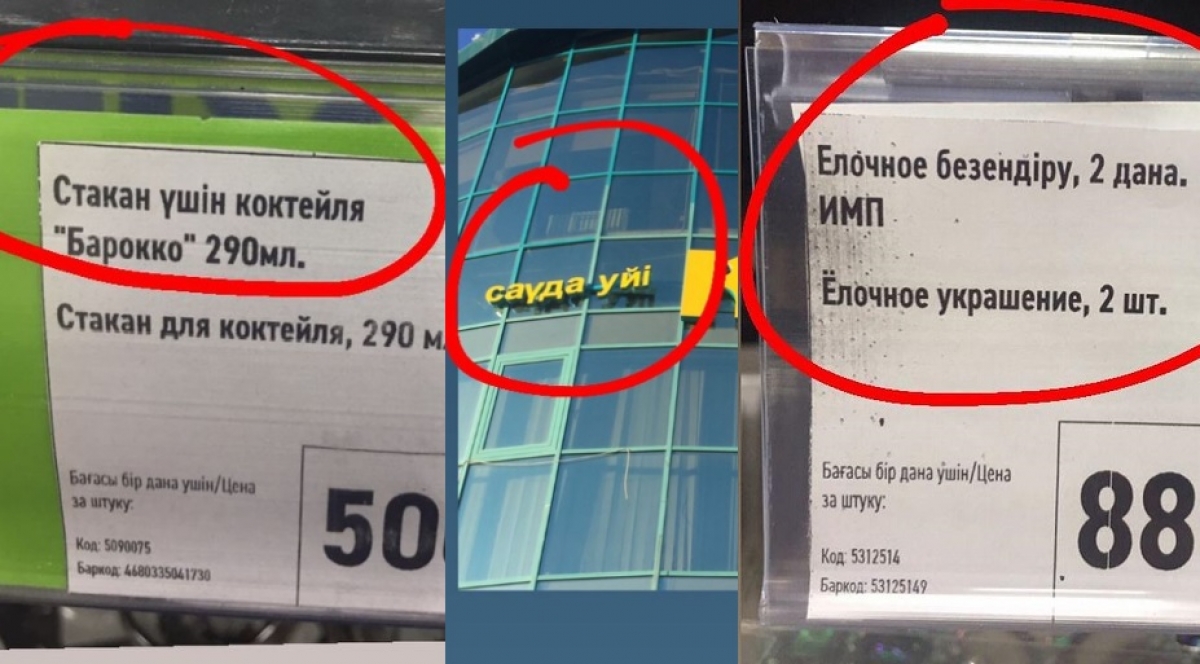 Стакан үшін коктейля
"Барокко" 290мл.
Стакан для коктейля, 290 м
Бағасы бір дана үшін/Цена
за штуку:
Код: 5090075
Баркод: 4680335041730
50
сауда уйі
Елочное безендіру, 2 дана.
ИМП
Ёлочное украшение, 2 шт.
Бағасы бір дана үшін/Цена
за штуку:
Код: 5312514
Баркод: 53125149
88